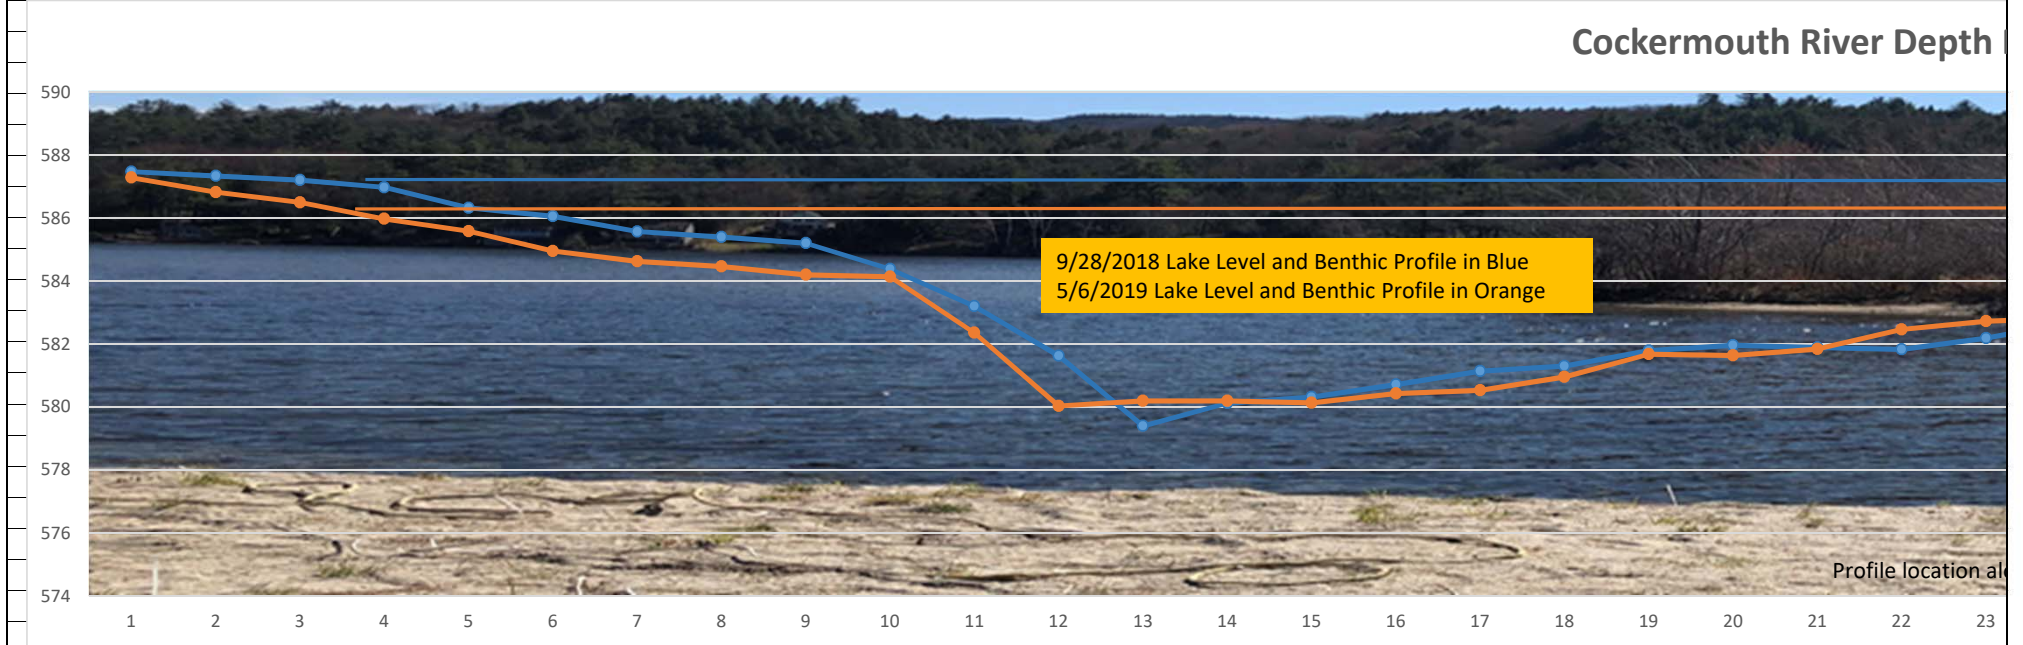 Cockermouth River Depth
590
588
586
584
582
580
578
576
574
9/28/2018 Lake Level and Benthic Profile in Blue
5/6/2019 Lake Level and Benthic Profile in Orange
Profile location
1 2 3 4 5 6 7 8 9 10 11 12 13 14 15 16 17 18 19 20 21 22 23